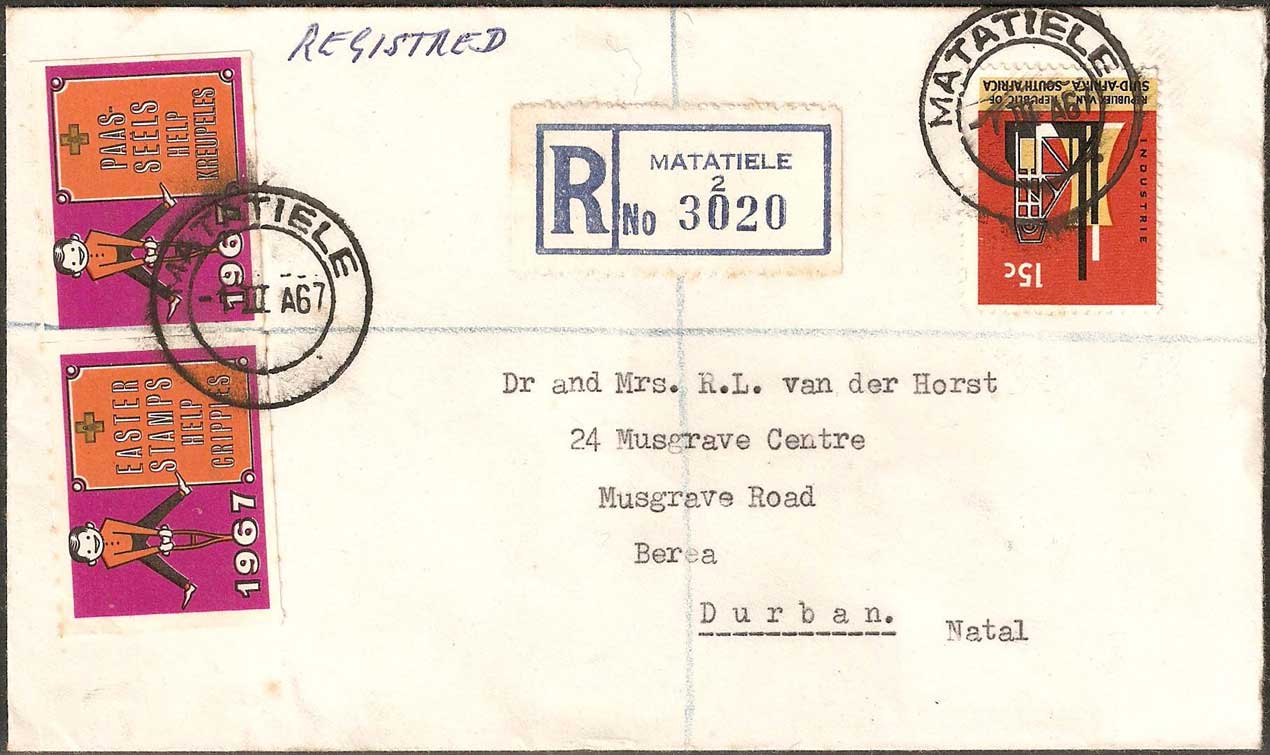 REGISTRED
PAAS-
SEËLS
HELP
KREUPELES
1967
MATATIELE
III A67
EASTER
STAMPS
HELP
CRIPPLES
1967
R
MATATIELE
2
No 3020
MATATIELE
III A67
REPUBLIEK VAN REPUBLIC OF
SUID-AFRIKA SOUTH AFRICA
INDUSTRIE
15c
Dr and Mrs. R.L. van der Horst
24 Musgrave Centre
Musgrave Road
Berea
Durban.
Natal